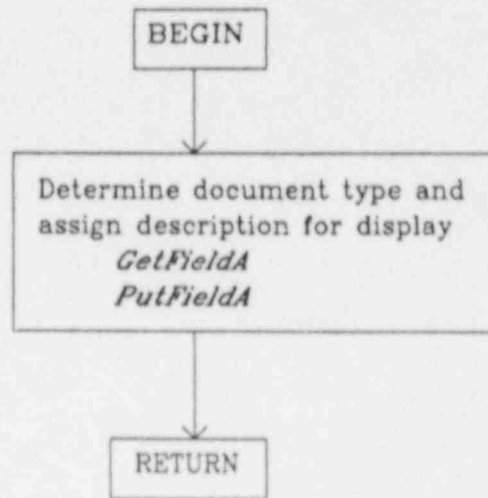 BEGIN
Determine document type and
assign description for display
GetFieldA
PutFieldA
RETURN